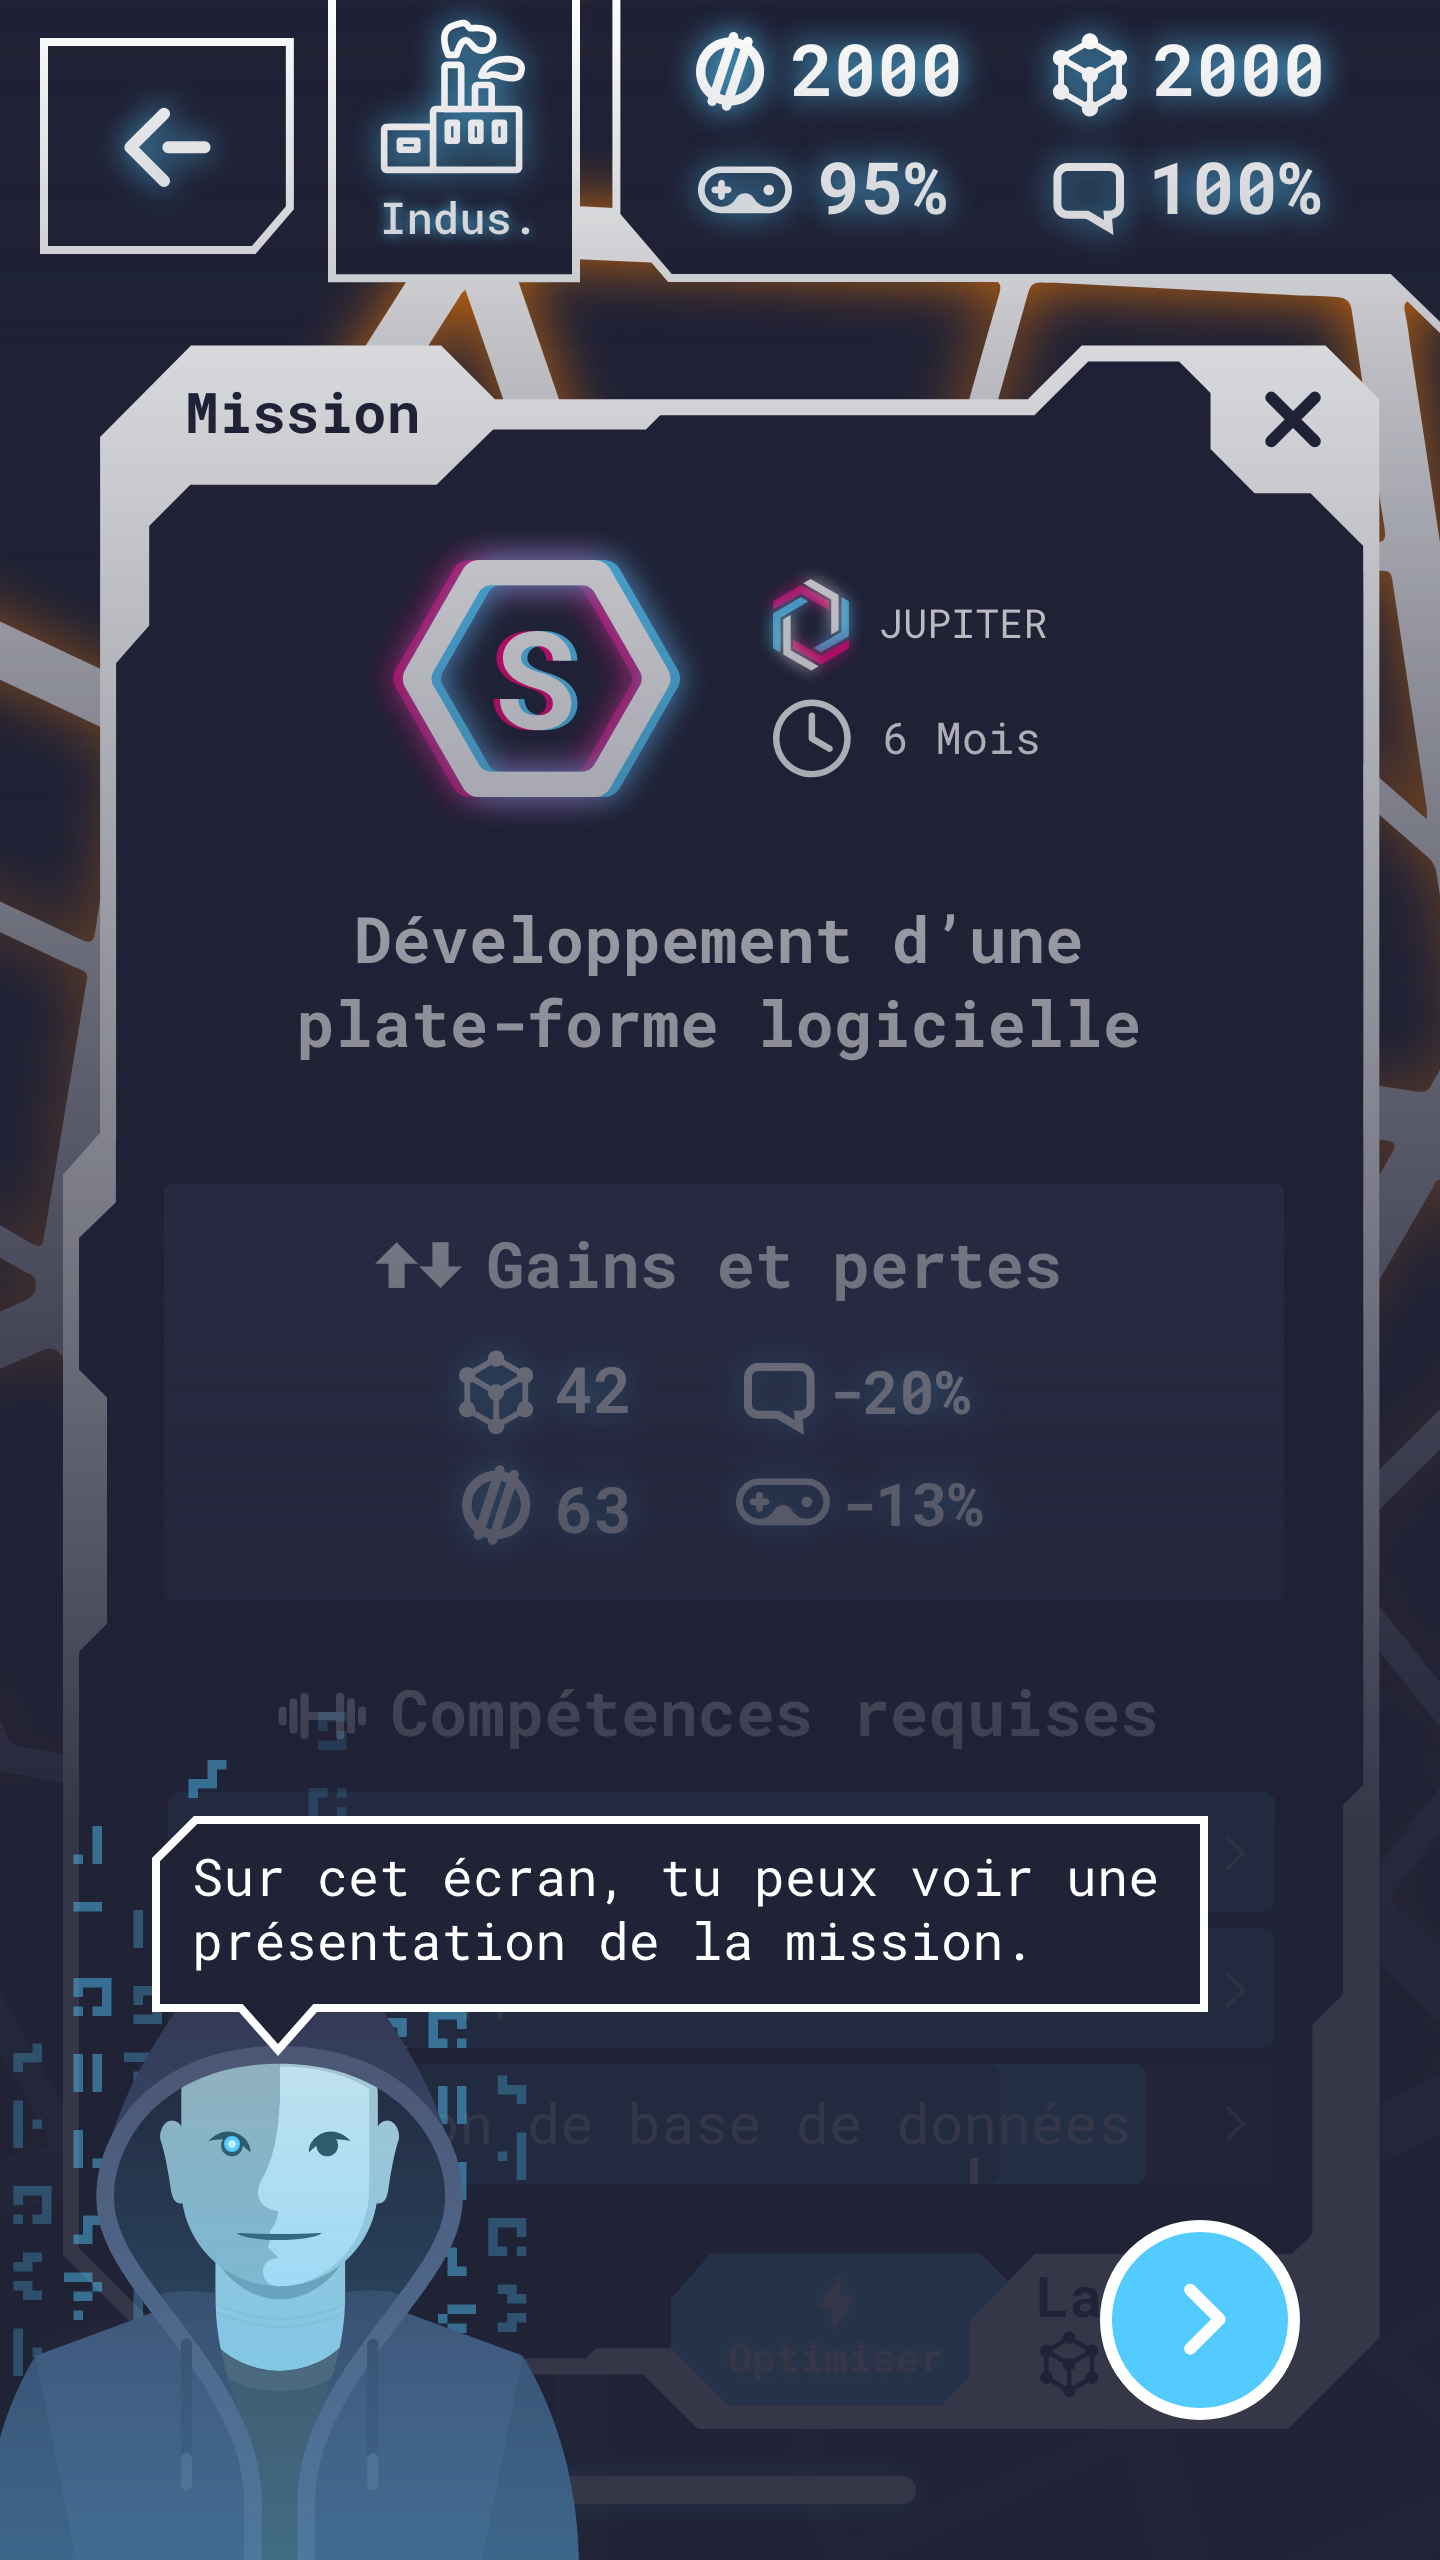 2000
2000
Indus.
95%
100%
Mission
S
JUPITER
6 Mois
Développement d’une
plate-forme logicielle
Gains et pertes
42
-20%
63
-13%
Compétences requises
Sur cet écran, tu peux voir une
présentation de la mission.
de base de données
La
Optimiser